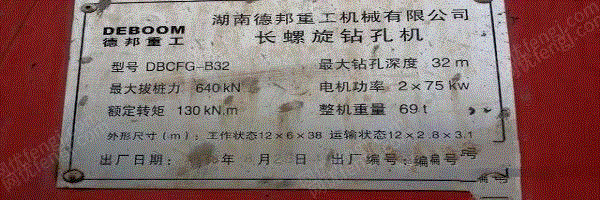 DEBOOM
德邦重工
湖南德邦重工机械有限公司
长螺旋钻孔机
型号 DBCFG-B32 最大钻孔深度 32 m
最大拔桩力 640 kN 电机功率 2×75 kw
额定转矩 130 kN.m 整机重量 69 t
外形尺寸(m):工作状态12×6×38 运输状态12×2.8×3.1
出厂日期: 年 月 出厂编号:编号